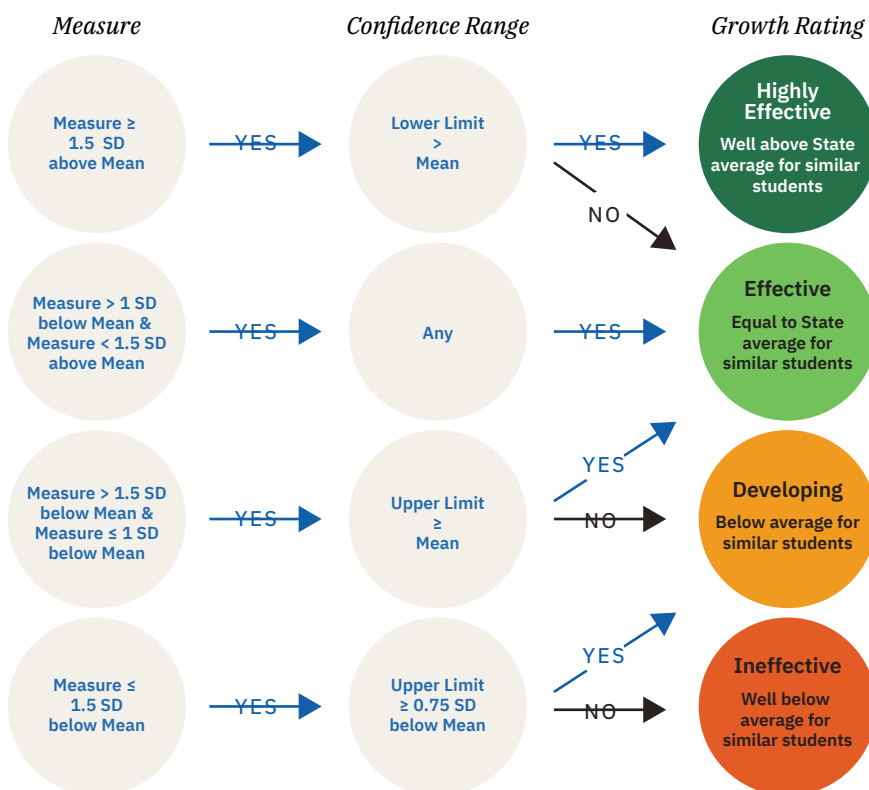 Measure
Confidence Range
Growth Rating
Measure ≥
1.5 SD
above Mean
YES
Lower Limit
>
Mean
YES
NO
Highly
Effective
Well above State
average for similar
students
Measure > 1 SD
below Mean &
Measure < 1.5 SD
above Mean
YES
Any
YES
Effective
Equal to State
average for
similar students
Measure > 1.5 SD
below Mean &
Measure ≤ 1 SD
below Mean
YES
Upper Limit
≥
Mean
YES
NO
Developing
Below average for
similar students
Measure ≤
1.5 SD
below Mean
YES
Upper Limit
≥ 0.75 SD
below Mean
YES
NO
Ineffective
Well below
average for
similar students